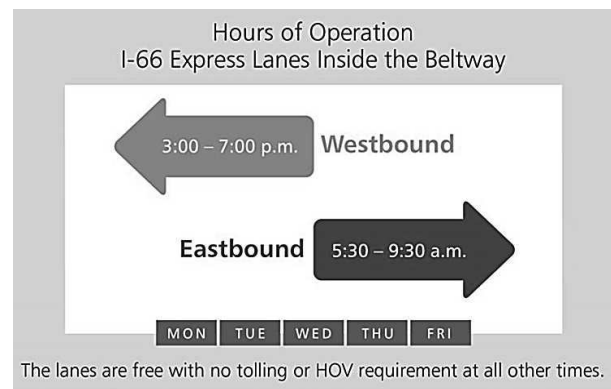 Hours of Operation
I-66 Express Lanes Inside the Beltway
3:00 – 7:00 p.m. Westbound
Eastbound 5:30 – 9:30 a.m.
MON TUE WED THU FRI
The lanes are free with no tolling or HOV requirement at all other times.